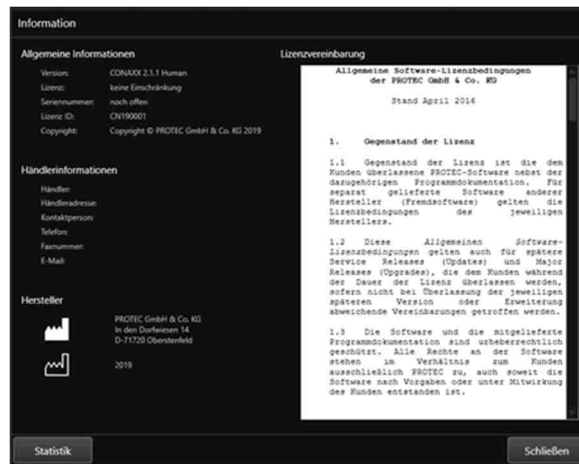 Information
Allgemeine Informationen
Version: CONAXX 2.1.1 Human
Lizenz: keine Einschränkung
Seriennummer: noch offen
Lizenz ID: CN190001
Copyright: Copyright © PROTEC GmbH & Co. KG 2019
Händlerinformationen
Händler:
Händleradresse:
Kontaktperson:
Telefon:
Faxnummer:
E-Mail:
Hersteller
PROTEC GmbH & Co. KG
In den Dorfwiesen 14
D-71720 Oberstenfeld
2019
Lizenzvereinbarung
Allgemeine Software-Lizenzbedingungen
der PROTEC GmbH & Co. KG
Stand April 2016
1. Gegenstand der Lizenz
1.1 Gegenstand der Lizenz ist die dem
Kunden überlassene PROTEC-Software nebst der
dazugehörigen Programmdokumentation. Für
separat gelieferte Software anderer
Hersteller (Fremdsoftware) gelten die
Lizenzbedingungen des jeweiligen
Herstellers.
1.2 Diese Allgemeinen Software-
Lizenzbedingungen gelten auch für spätere
Service Releases (Updates) und Major
Releases (Upgrades), die dem Kunden während
der Dauer der Lizenz überlassen werden,
sofern nicht bei Überlassung der jeweiligen
späteren Version oder Erweiterung
abweichende Vereinbarungen getroffen werden.
1.3 Die Software und die mitgelieferte
Programmdokumentation sind urheberrechtlich
geschützt. Alle Rechte an der Software
stehen im Verhältnis zum Kunden
ausschließlich PROTEC zu, auch soweit die
Software nach Vorgaben oder unter Mitwirkung
des Kunden entstanden ist.
Statistik
Schließen